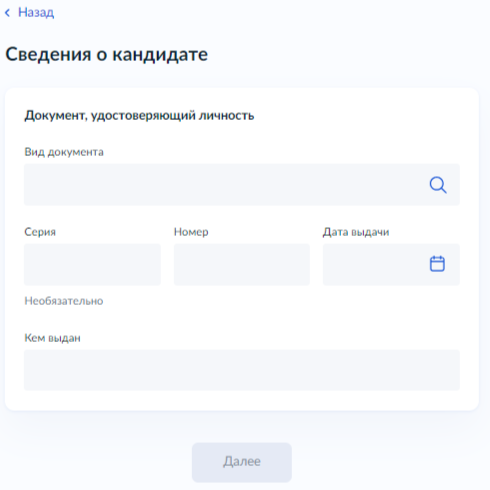 Назад
Сведения о кандидате
Документ, удостоверяющий личность
Вид документа
Серия Номер Дата выдачи
Необязательно
Кем выдан
Далее